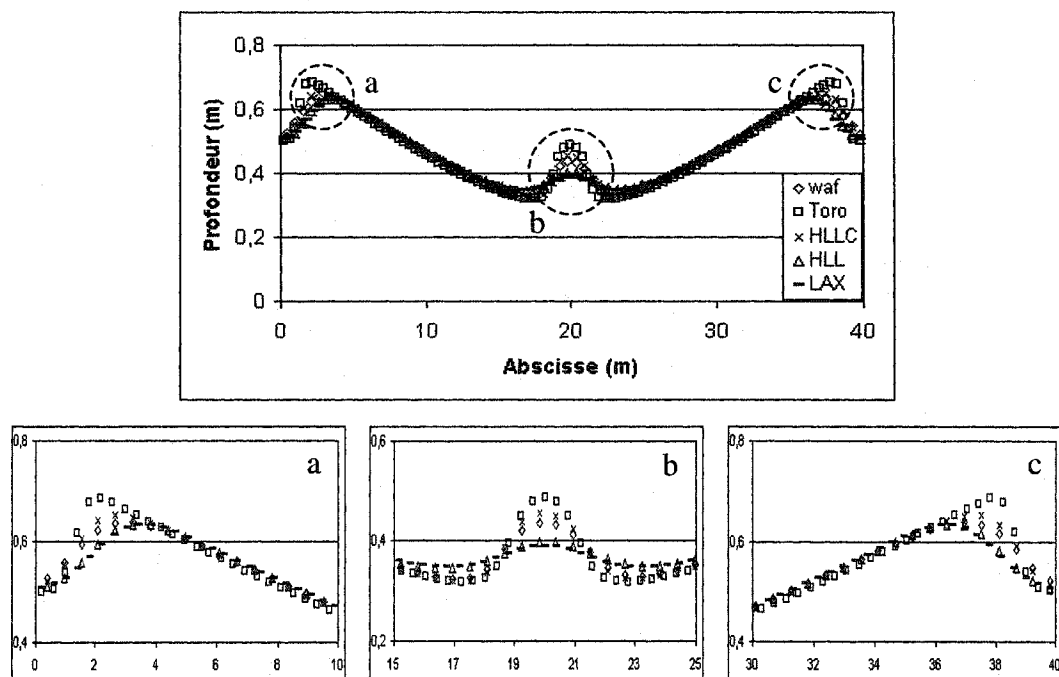 0,8
0,6
0,4
0,2
0
Profondeur (m)
a
b
c
waf
Toro
HLLC
HLL
LAX
0 10 20 30 40
Abscisse (m)
0,8
0,6
0,4
a
0 2 4 6 8 10
0,6
0,4
0,2
b
15 17 19 21 23 25
0,8
0,6
0,4
c
30 32 34 36 38 40